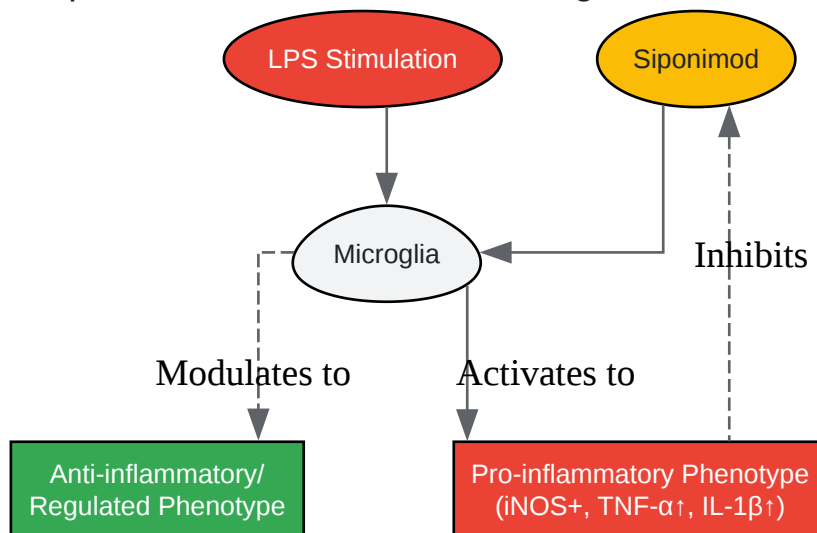 LPS Stimulation
Siponimod
Microglia
Inhibits
Modulates to
Activates to
Anti-inflammatory/
Regulated Phenotype
Pro-inflammatory Phenotype
(iNOS+, TNF-α↑, IL-1β↑)